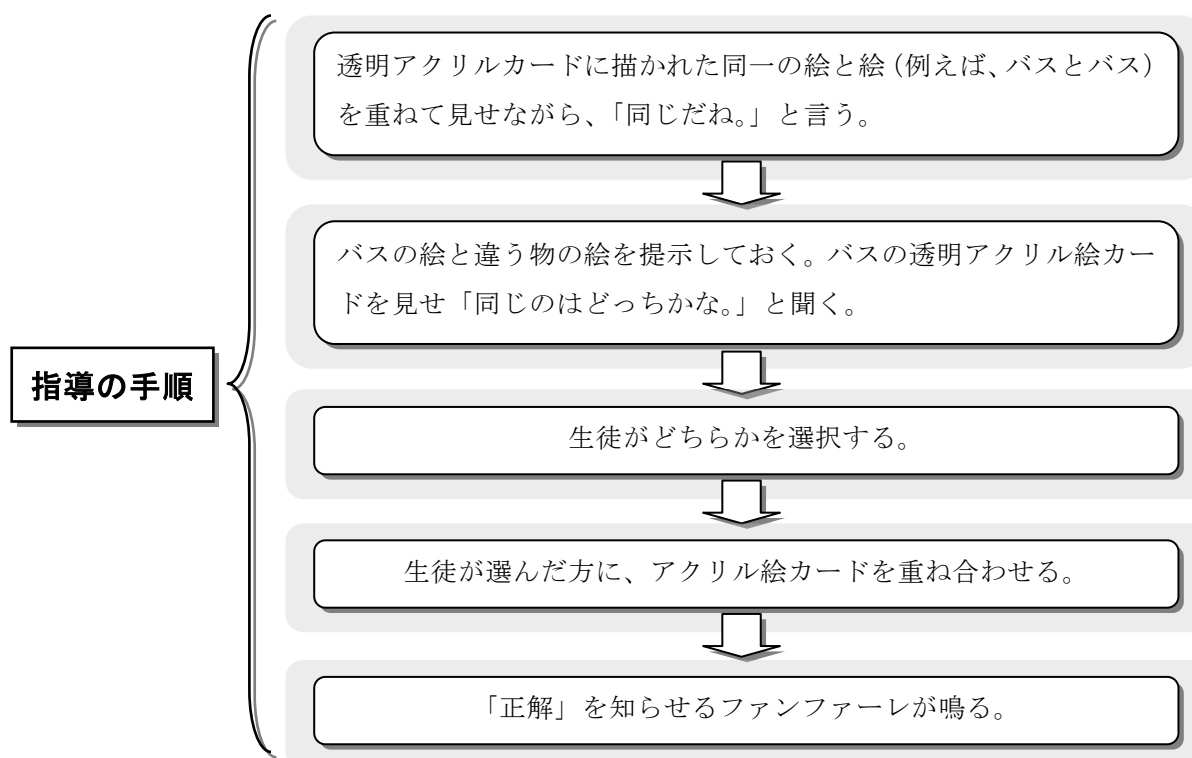 指導の手順
透明アクリルカードに描かれた同一の絵と絵(例えば、バスとバス)
を重ねて見せながら、「同じだね。」と言う。
バスの絵と違う物の絵を提示しておく。バスの透明アクリル絵カー
ドを見せ「同じのはどっちかな。」と聞く。
生徒がどちらかを選択する。
生徒が選んだ方に、アクリル絵カードを重ね合わせる。
「正解」を知らせるファンファーレが鳴る。